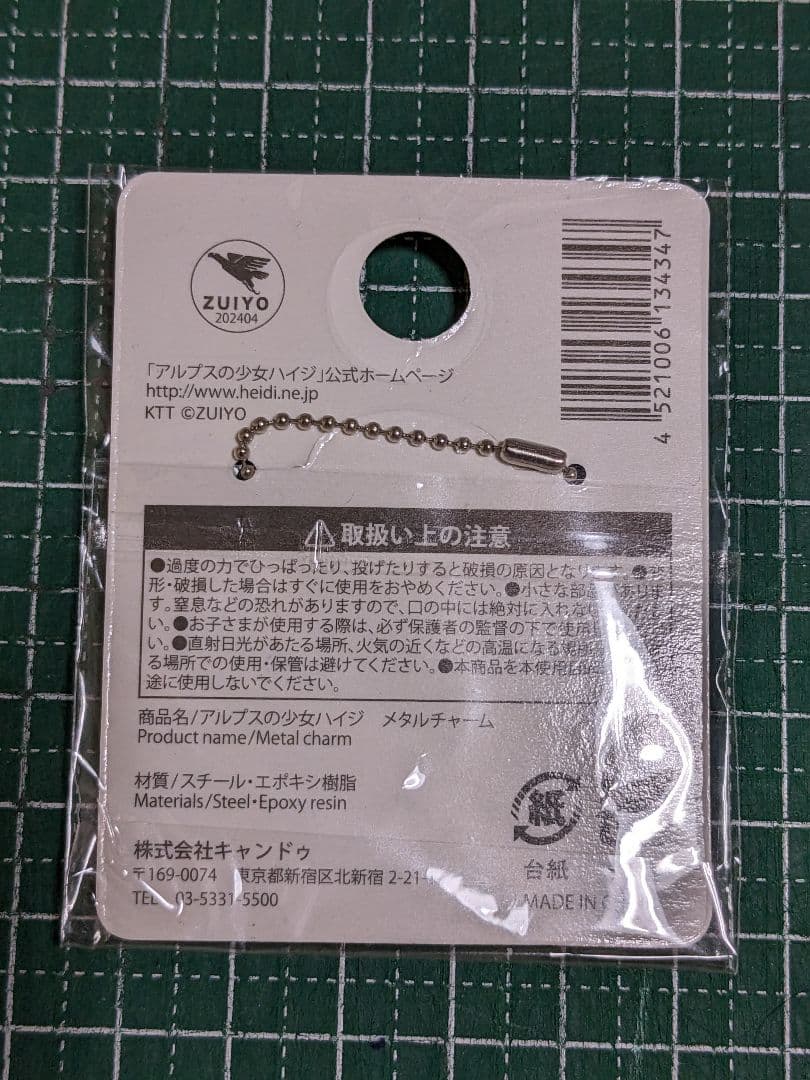 ZUIYO
202404
4521006134347
「アルプスの少女ハイジ」公式ホームページ
http://www.heidi.ne.jp
KTT ©ZUIYO
取扱い上の注意
●過度の力でひっぱったり、投げたりすると破損の原因となります。●
形・破損した場合はすぐに使用をおやめください。●小さな部品
す。窒息などの恐れがありますので、口の中には絶対に入れな
い。●お子さまが使用する際は、必ず保護者の監督の下で使用
い。●直射日光があたる場所、火気の近くなどの高温になる場所
る場所での使用・保管は避けてください。●本商品を本使用目的
途に使用しないでください。
商品名/アルプスの少女ハイジ メタルチャーム
Product name/Metal charm
材質/スチール・エポキシ樹脂
Materials/Steel・Epoxy resin
紙
台紙
株式会社キャンドゥ
〒169-0074 東京都新宿区北新宿 2-21-
TEL 03-5331-5500
MADE IN